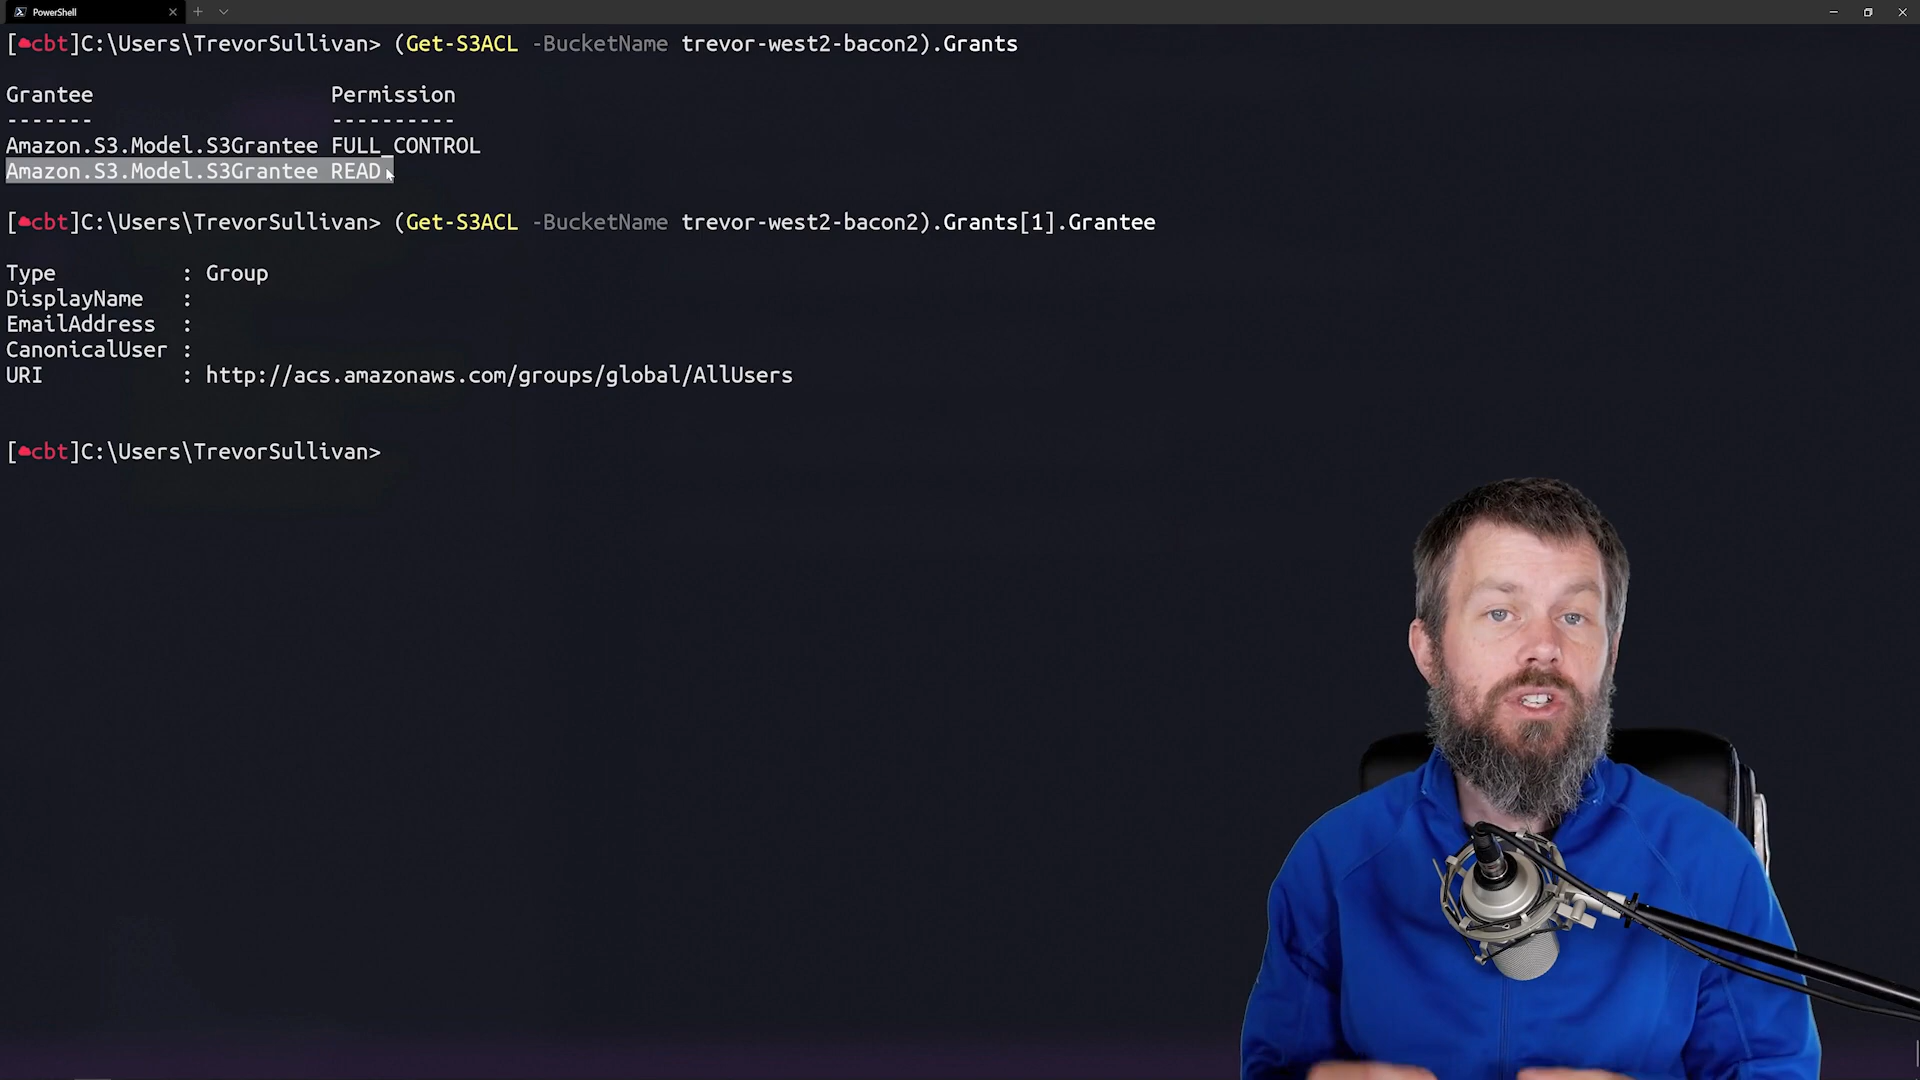 PowerShell
[cbt]C:\Users\TrevorSullivan> (Get-S3ACL -BucketName trevor-west2-bacon2).Grants
Grantee Permission
------- ----------
Amazon.S3.Model.S3Grantee FULL_CONTROL
Amazon.S3.Model.S3Grantee READ
[cbt]C:\Users\TrevorSullivan> (Get-S3ACL -BucketName trevor-west2-bacon2).Grants[1].Grantee
Type : Group
DisplayName :
EmailAddress :
CanonicalUser :
URI : http://acs.amazonaws.com/groups/global/AllUsers
[cbt]C:\Users\TrevorSullivan>